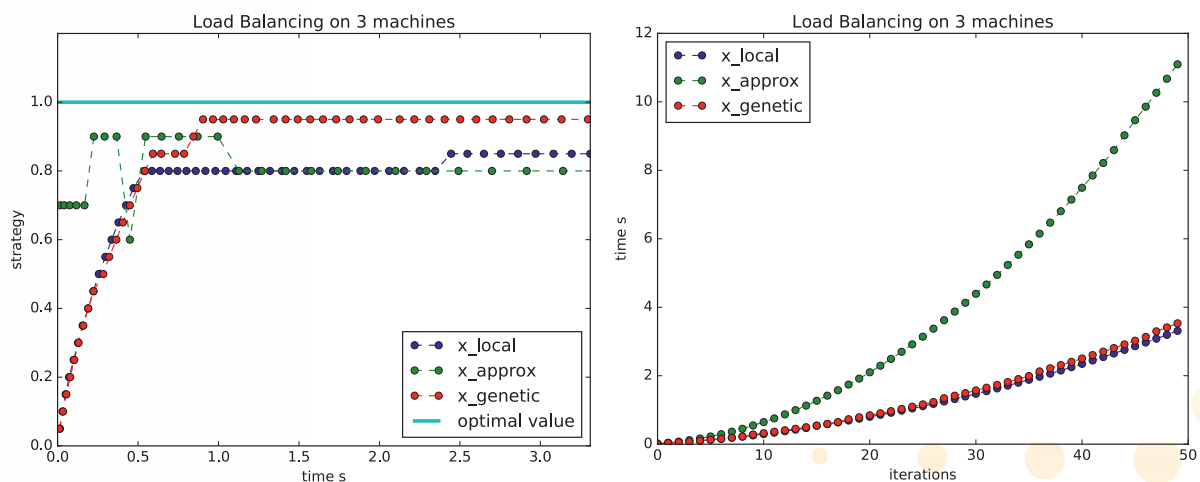 Load Balancing on 3 machines
strategy
1.0
0.8
0.6
0.4
0.2
0.0
x_local
x_approx
x_genetic
optimal value
0.0 0.5 1.0 1.5 2.0 2.5 3.0
time s
Load Balancing on 3 machines
time s
12
10
8
6
4
2
0
x_local
x_approx
x_genetic
0 10 20 30 40 50
iterations